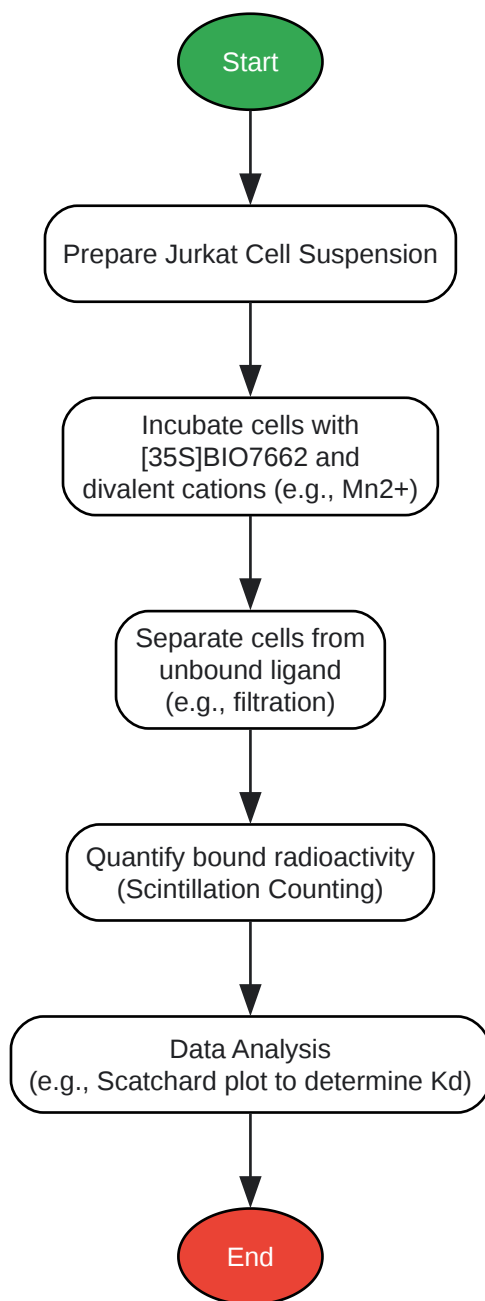 Start
Prepare Jurkat Cell Suspension
Incubate cells with
[35S]BIO7662 and
divalent cations (e.g., Mn2+)
Separate cells from
unbound ligand
(e.g., filtration)
Quantify bound radioactivity
(Scintillation Counting)
Data Analysis
(e.g., Scatchard plot to determine Kd)
End